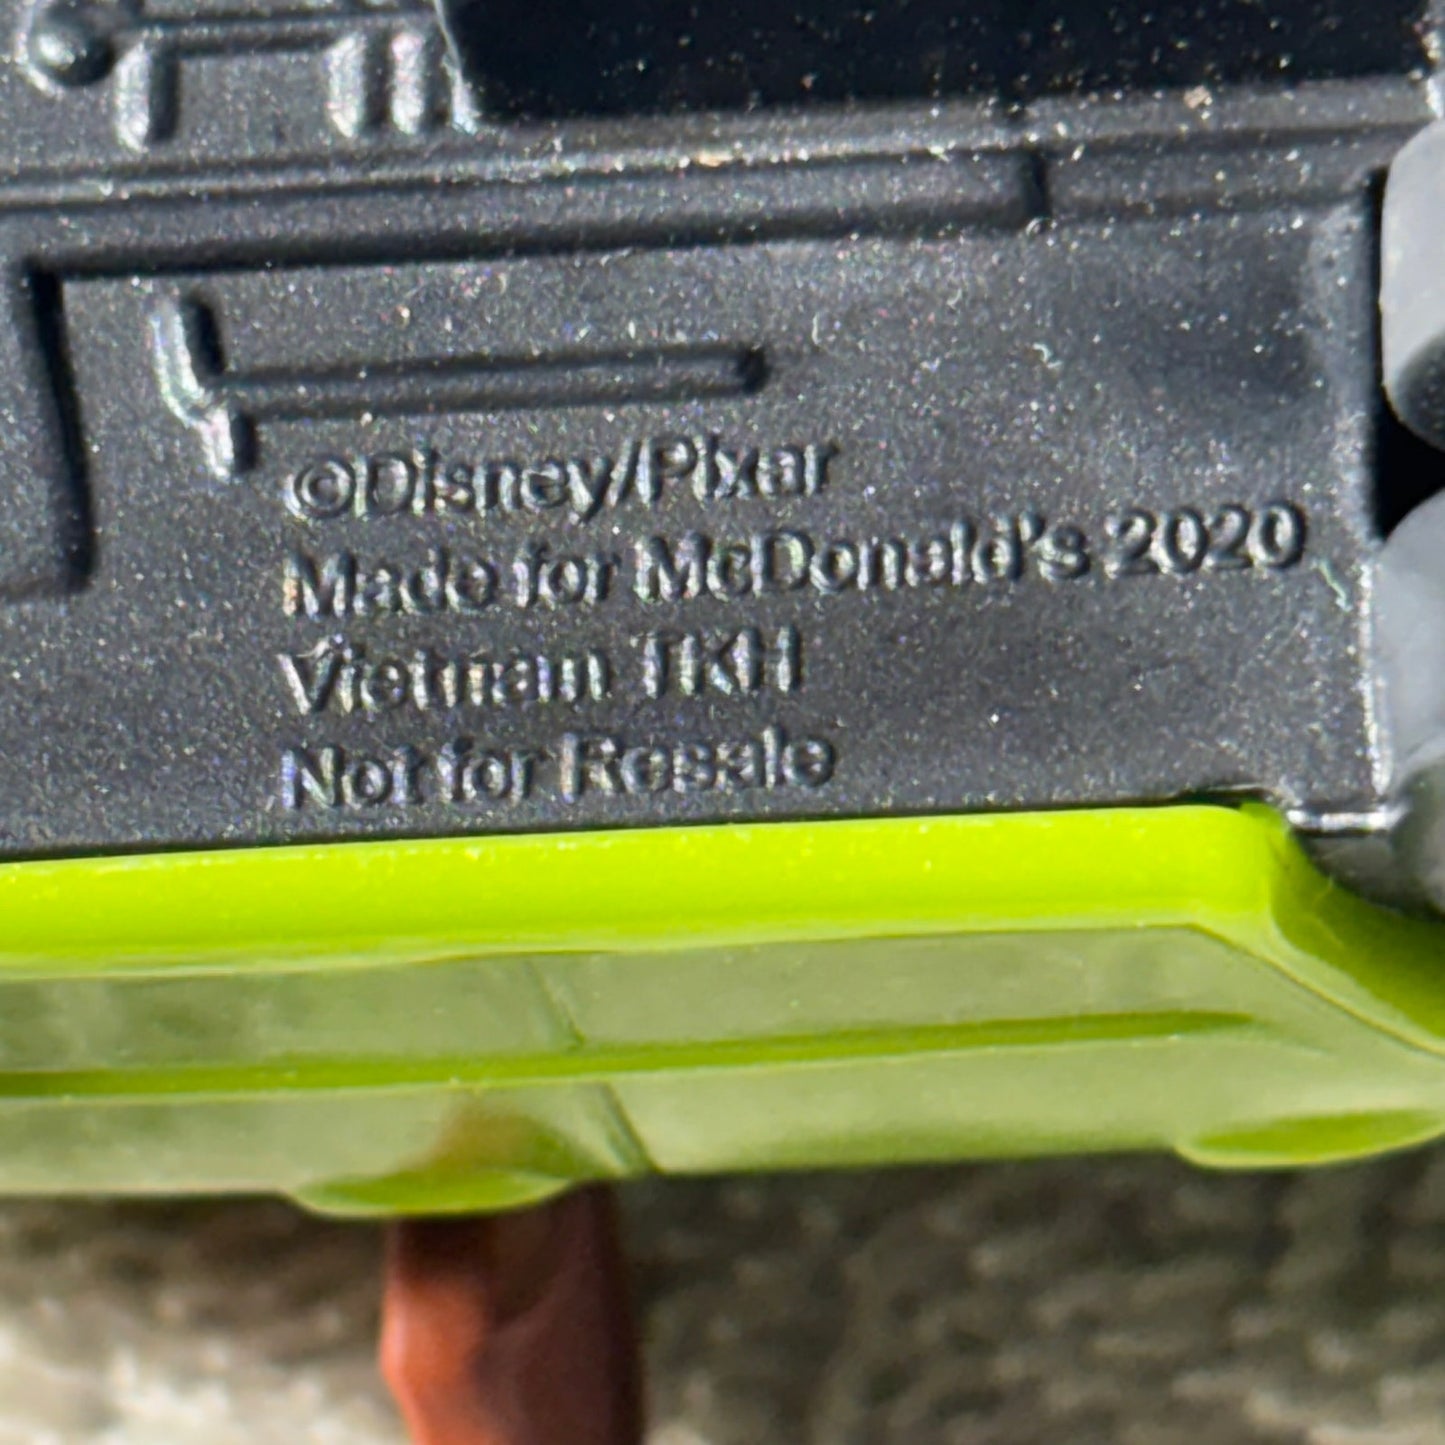 ©Disney/Pixar
Made for McDonald's 2020
Vietnam TKH
Not for Resale